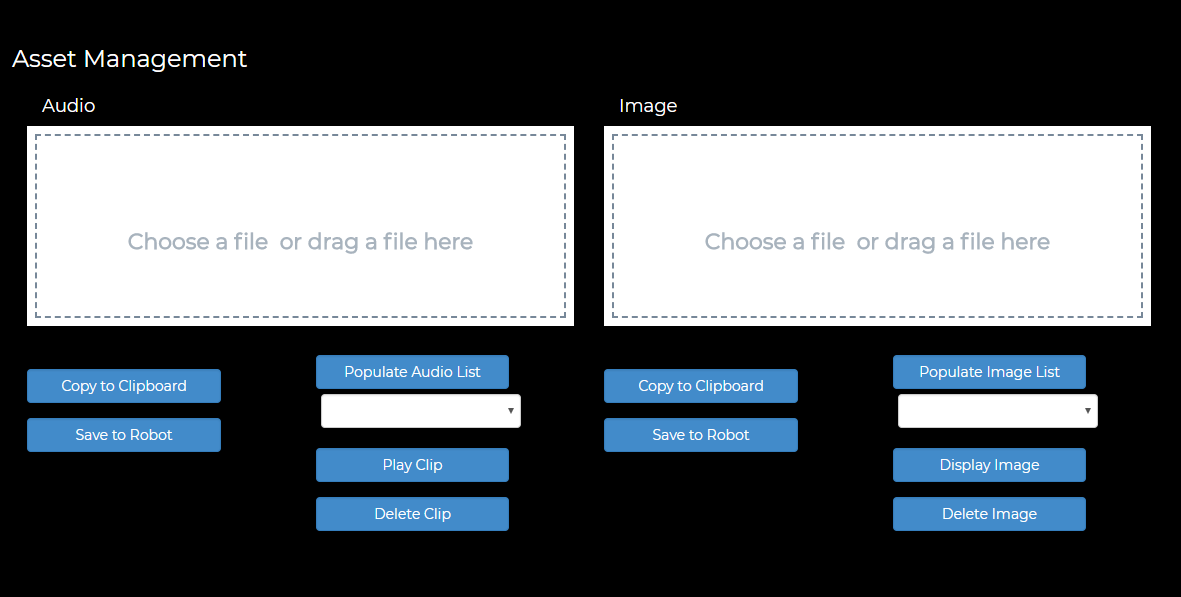 Asset Management
Audio
Choose a file or drag a file here
Copy to Clipboard
Save to Robot
Populate Audio List
Play Clip
Delete Clip
Image
Choose a file or drag a file here
Copy to Clipboard
Save to Robot
Populate Image List
Display Image
Delete Image